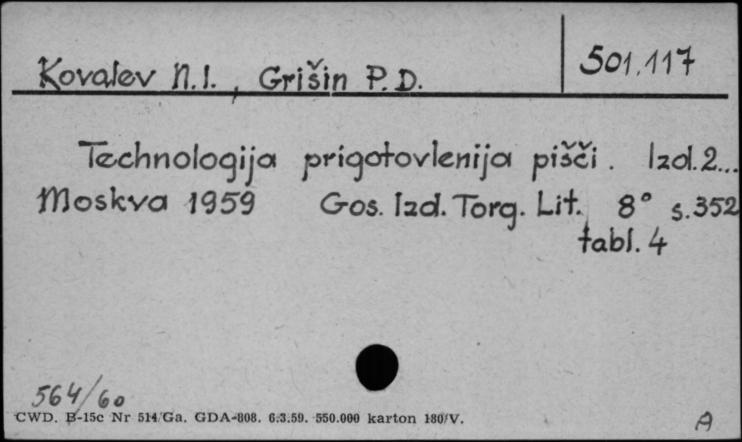 Kovalev N.I., Grišin P.D.
501.117
Technologija prigotovlenija pišči. Izd.2...
Moskva 1959 Gos. Izd. Torg. Lit. 8° s.352
tabl. 4
564/60
CWD. B-15c Nr 514/Ga. GDA-808. 6.3.59. 550.000 karton 180/V.
A